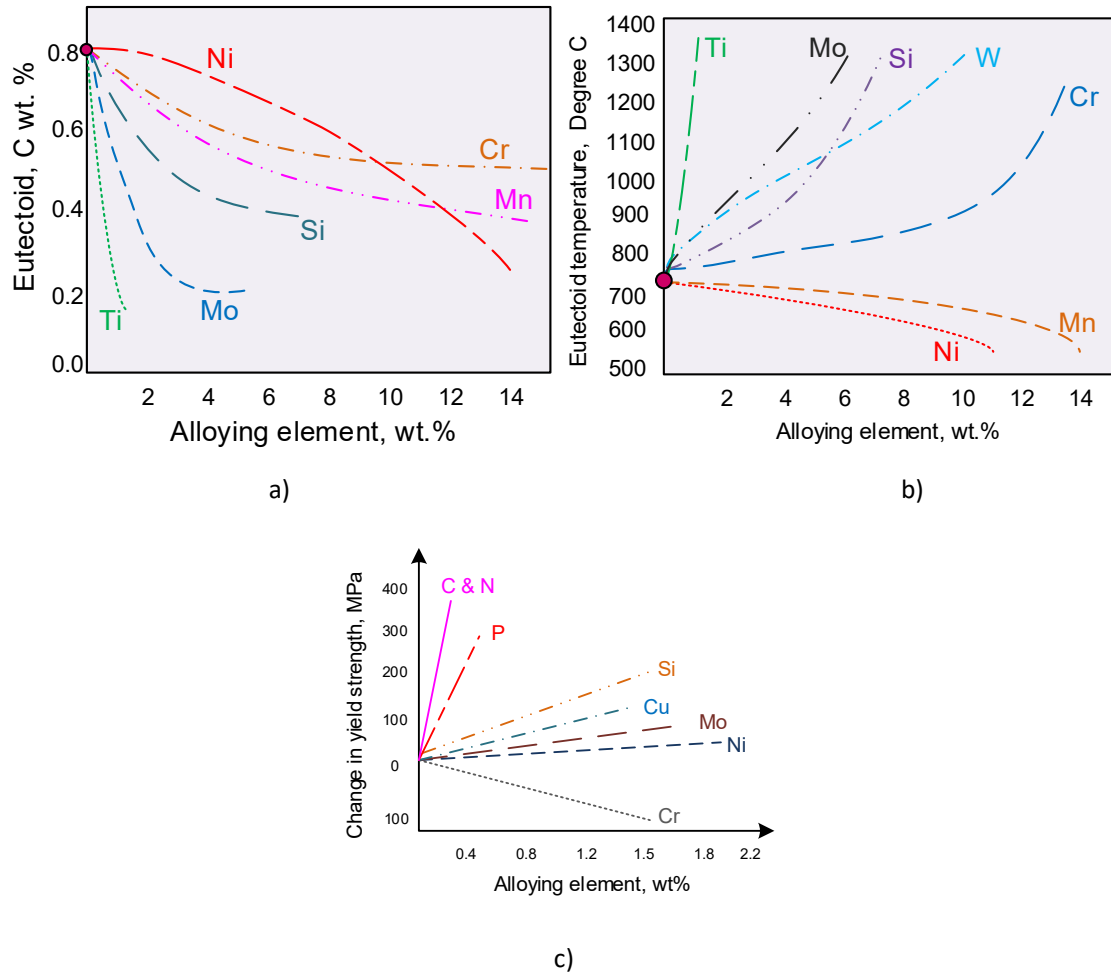 Eutectoid, C wt. %
0.8
0.6
0.4
0.2
0.0
Ni
Cr
Mn
Si
Mo
Ti
2 4 6 8 10 12 14
Alloying element, wt.%
a)
Eutectoid temperature, Degree C
1400
1300
1200
1100
1000
900
800
700
600
500
Ti
Mo
Si
W
Cr
Mn
Ni
2 4 6 8 10 12 14
Alloying element, wt.%
b)
Change in yield strength, MPa
400
300
200
100
0
100
C & N
P
Si
Cu
Mo
Ni
Cr
0.4 0.8 1.2 1.5 1.8 2.2
Alloying element, wt%
c)